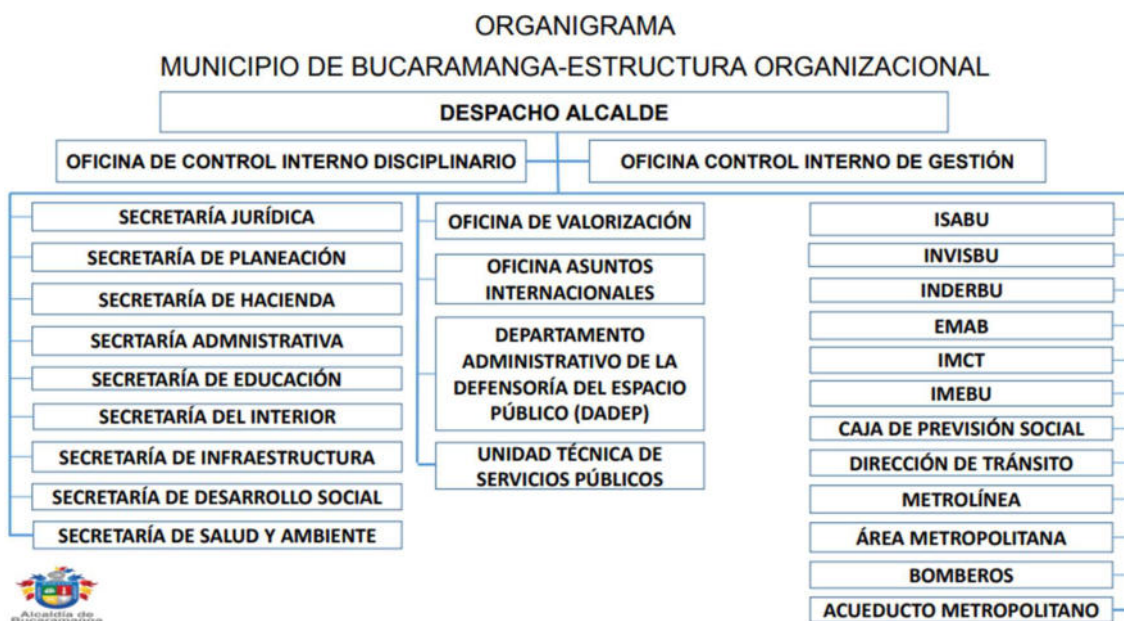 ORGANIGRAMA
MUNICIPIO DE BUCARAMANGA-ESTRUCTURA ORGANIZACIONAL
DESPACHO ALCALDE
OFICINA DE CONTROL INTERNO DISCIPLINARIO
OFICINA CONTROL INTERNO DE GESTIÓN
SECRETARÍA JURÍDICA
SECRETARÍA DE PLANEACIÓN
SECRETARÍA DE HACIENDA
SECRTARÍA ADMNISTRATIVA
SECRETARÍA DE EDUCACIÓN
SECRETARÍA DEL INTERIOR
SECRETARÍA DE INFRAESTRUCTURA
SECRETARÍA DE DESARROLLO SOCIAL
SECRETARÍA DE SALUD Y AMBIENTE
OFICINA DE VALORIZACIÓN
OFICINA ASUNTOS
INTERNACIONALES
DEPARTAMENTO
ADMINISTRATIVO DE LA
DEFENSORÍA DEL ESPACIO
PÚBLICO (DADEP)
UNIDAD TÉCNICA DE
SERVICIOS PÚBLICOS
ISABU
INVISBU
INDERBU
EMAB
IMCT
IMEBU
CAJA DE PREVISIÓN SOCIAL
DIRECCIÓN DE TRÁNSITO
METROLÍNEA
ÁREA METROPOLITANA
BOMBEROS
ACUEDUCTO METROPOLITANO
Alcaldía de
Bucaramanga